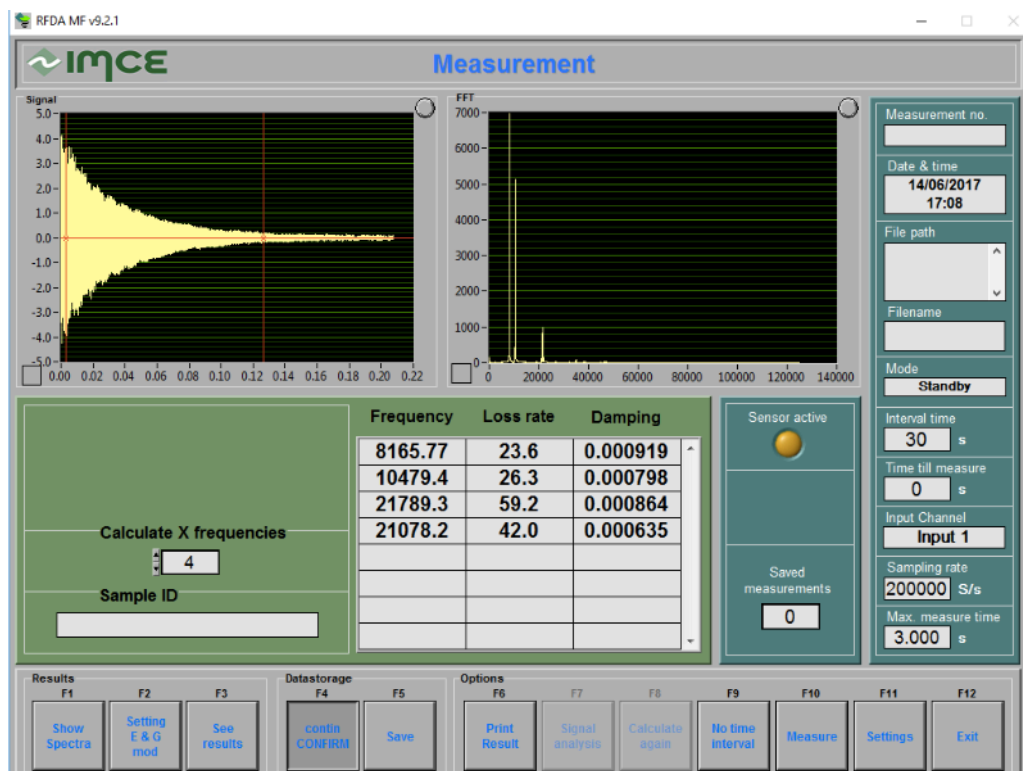 RFDA MF v9.2.1
IMCE
Measurement
Signal
5.0
4.0
3.0
2.0
1.0
0.0
-1.0
-2.0
-3.0
-4.0
-5.0
0.00 0.02 0.04 0.06 0.08 0.10 0.12 0.14 0.16 0.18 0.20 0.22
FFT
7000
6000
5000
4000
3000
2000
1000
0
0 20000 40000 60000 80000 100000 120000 140000
Measurement no.
Date & time
14/06/2017
17:08
File path
Filename
Mode
Standby
Interval time
30 s
Time till measure
0 s
Input Channel
Input 1
Sampling rate
200000 S/s
Max. measure time
3.000 s
Calculate X frequencies
4
Sample ID
Frequency Loss rate Damping
8165.77 23.6 0.000919
10479.4 26.3 0.000798
21789.3 59.2 0.000864
21078.2 42.0 0.000635
Sensor active
Saved
measurements
0
Results
F1 F2 F3
Show
Spectra
Setting
E & G
mod
See
results
Datastorage
F4 F5
contin
CONFIRM
Save
Options
F6 F7 F8 F9 F10 F11 F12
Print
Result
Signal
analysis
Calculate
again
No time
interval
Measure
Settings
Exit